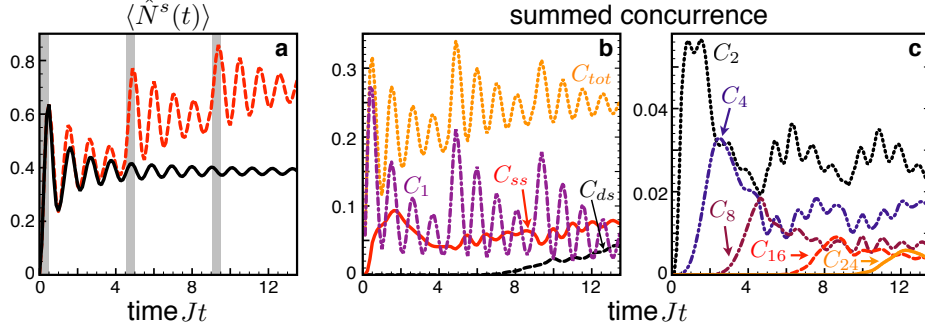 ⟨N̂ˢ(t)⟩
summed concurrence
a
b
c
0.8
0.6
0.4
0.2
0
0 4 8 12
time Jt
0.3
0.2
0.1
0
C_tot
C_1
C_ss
C_ds
0 4 8 12
0.04
0.02
0
C_2
C_4
C_8
C_16
C_24
0 4 8 12
time Jt